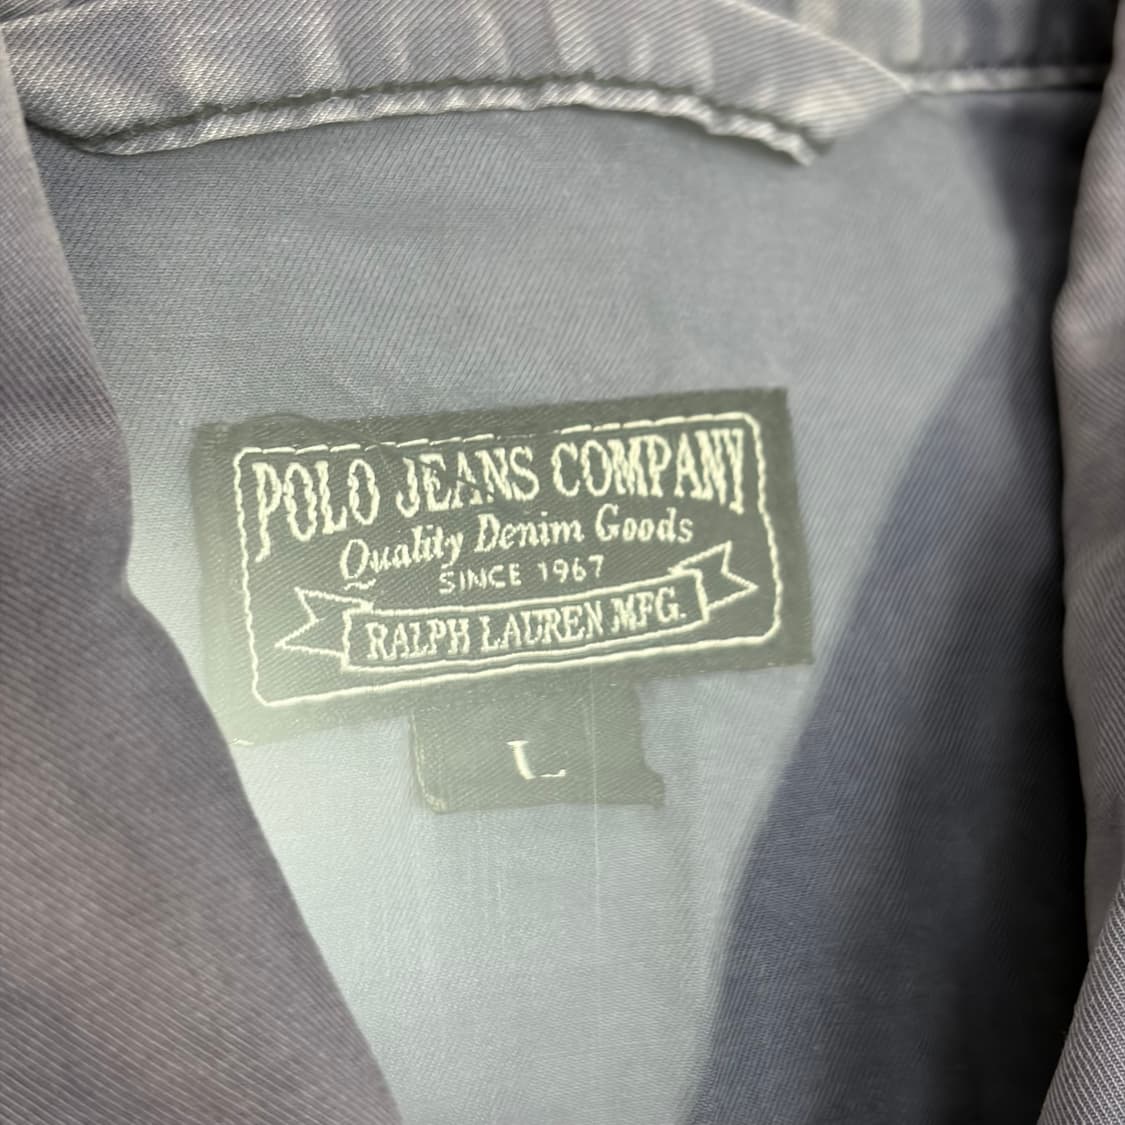 POLO JEANS COMPANY
Quality Denim Goods
SINCE 1967
RALPH LAUREN MFG.
L